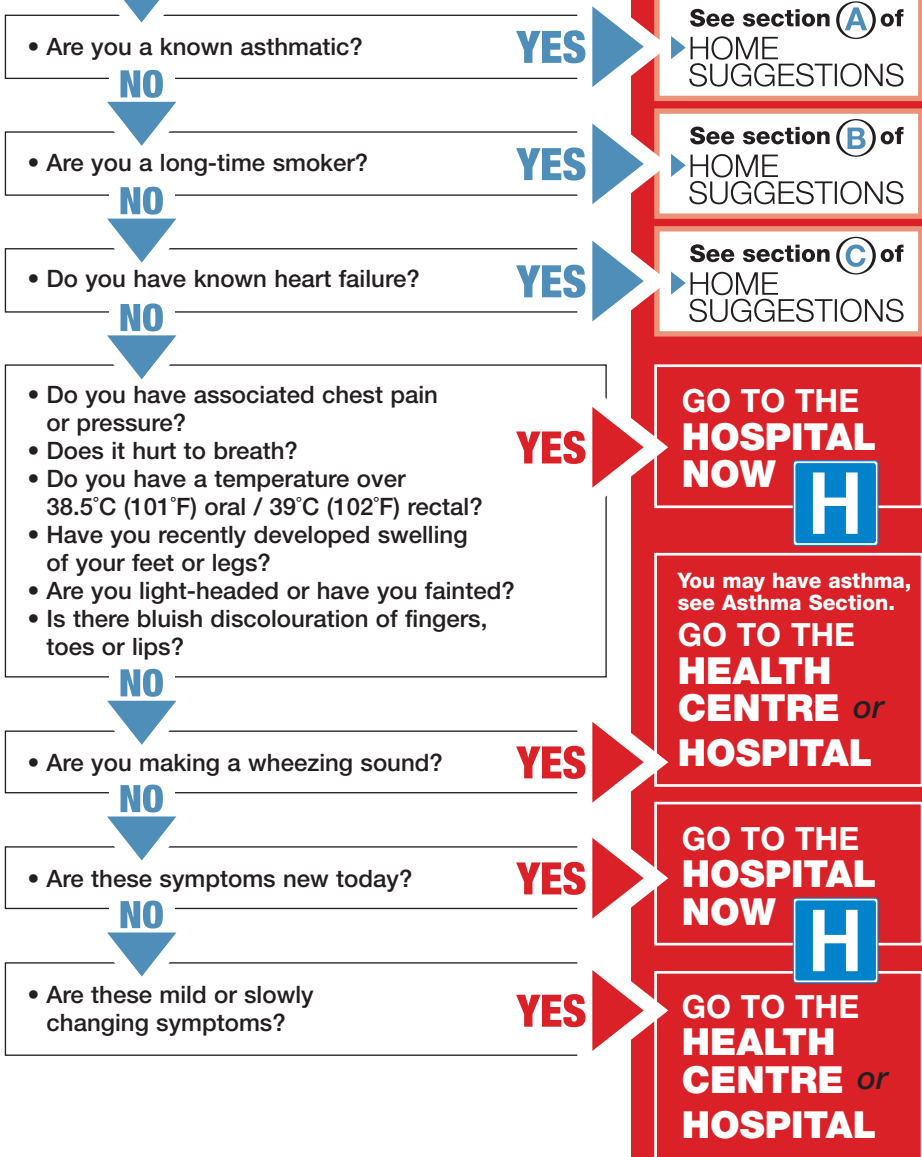 • Are you a known asthmatic?
YES
See section A of
HOME
SUGGESTIONS
NO
• Are you a long-time smoker?
YES
See section B of
HOME
SUGGESTIONS
NO
• Do you have known heart failure?
YES
See section C of
HOME
SUGGESTIONS
NO
• Do you have associated chest pain
or pressure?
• Does it hurt to breath?
• Do you have a temperature over
38.5˚C (101˚F) oral / 39˚C (102˚F) rectal?
• Have you recently developed swelling
of your feet or legs?
• Are you light-headed or have you fainted?
• Is there bluish discolouration of fingers,
toes or lips?
YES
GO TO THE
HOSPITAL
NOW
H
NO
• Are you making a wheezing sound?
YES
You may have asthma,
see Asthma Section.
GO TO THE
HEALTH
CENTRE or
HOSPITAL
NO
• Are these symptoms new today?
YES
GO TO THE
HOSPITAL
NOW
H
NO
• Are these mild or slowly
changing symptoms?
YES
GO TO THE
HEALTH
CENTRE or
HOSPITAL